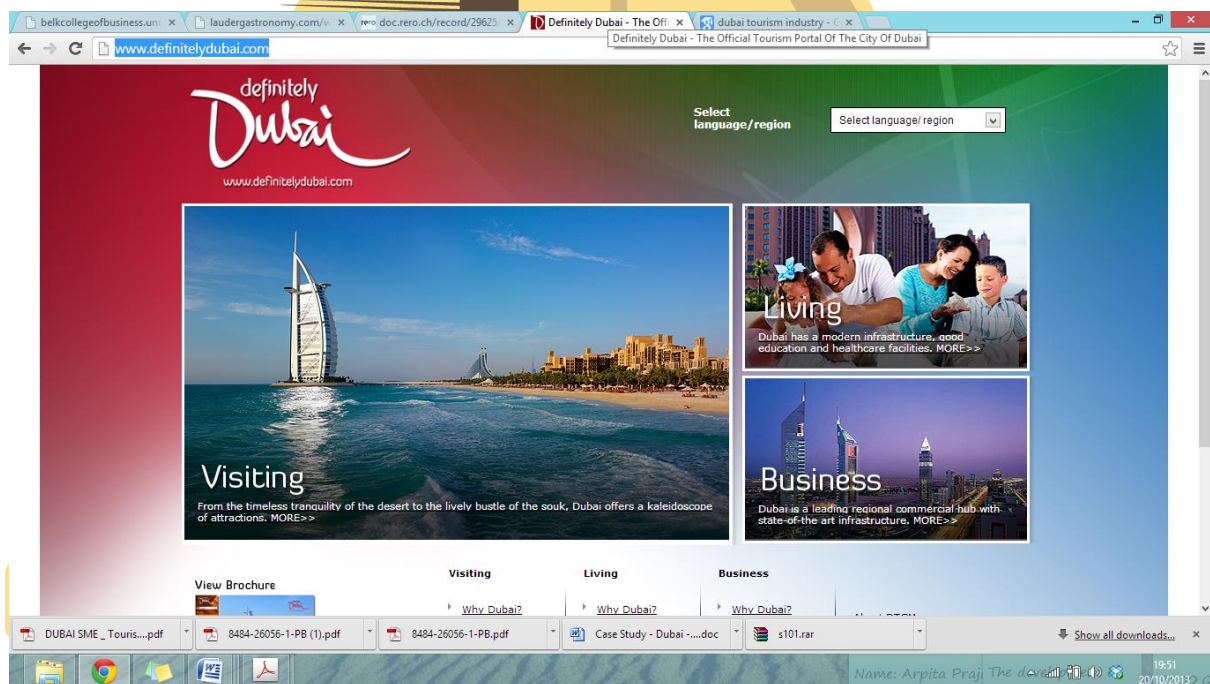 belkcollegeofbusiness.unc
laudergastronomy.com/w
rero doc.rero.ch/record/29625
Definitely Dubai - The Offi
dubai tourism industry - G
Definitely Dubai - The Official Tourism Portal Of The City Of Dubai
www.definitelydubai.com
definitely
Dubai
www.definitelydubai.com
Select
language/region
Select language/ region
Living
Dubai has a modern infrastructure, good
education and healthcare facilities. MORE>>
Visiting
From the timeless tranquility of the desert to the lively bustle of the souk, Dubai offers a kaleidoscope
of attractions. MORE>>
Business
Dubai is a leading regional commercial hub with
state-of-the art infrastructure. MORE>>
View Brochure
Visiting
Living
Business
Why Dubai?
Why Dubai?
Why Dubai?
DUBAI SME _ Touris....pdf
8484-26056-1-PB (1).pdf
8484-26056-1-PB.pdf
Case Study - Dubai -....doc
s101.rar
Show all downloads...
Name: Arpita Praj
The
19:51
20/10/2013